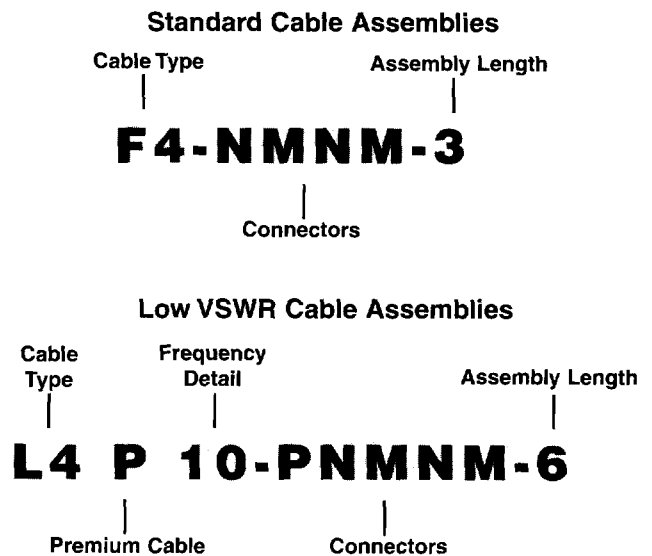 Standard Cable Assemblies
Cable Type Assembly Length
F4-NMNM-3
Connectors
Low VSWR Cable Assemblies
Cable Frequency
Type Detail Assembly Length
L4 P 10-PNMNM-6
Premium Cable Connectors